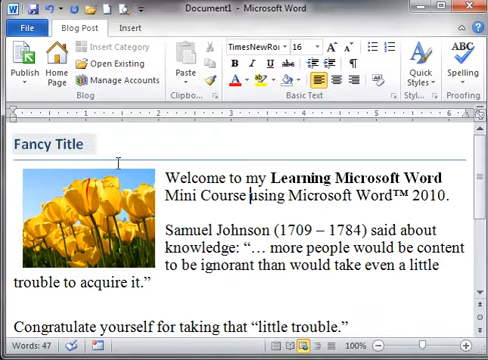 Document1 - Microsoft Word
File Blog Post Insert
Publish
Home Page
Insert Category
Open Existing
Manage Accounts
Blog
Paste
Clipboa...
TimesNewRo 16
B I U abc
Basic Text
Quick Styles
Styles
Spelling
Proofing
Fancy Title
Welcome to my Learning Microsoft Word
Mini Course using Microsoft Word™ 2010.
Samuel Johnson (1709 – 1784) said about
knowledge: “… more people would be content
to be ignorant than would take even a little
trouble to acquire it.”
Congratulate yourself for taking that “little trouble.”
Words: 47 100%